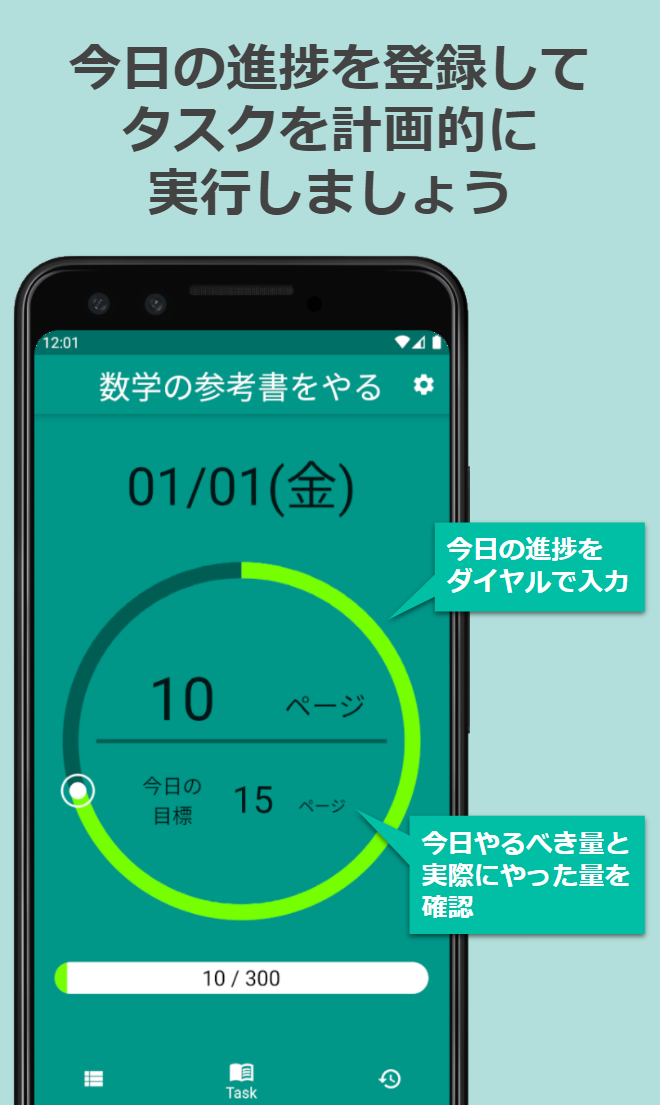 今日の進捗を登録して
タスクを計画的に
実行しましょう
12:01
数学の参考書をやる
01/01(金)
今日の進捗を
ダイヤルで入力
10 ページ
今日の
目標 15 ページ
今日やるべき量と
実際にやった量を
確認
10 / 300
Task